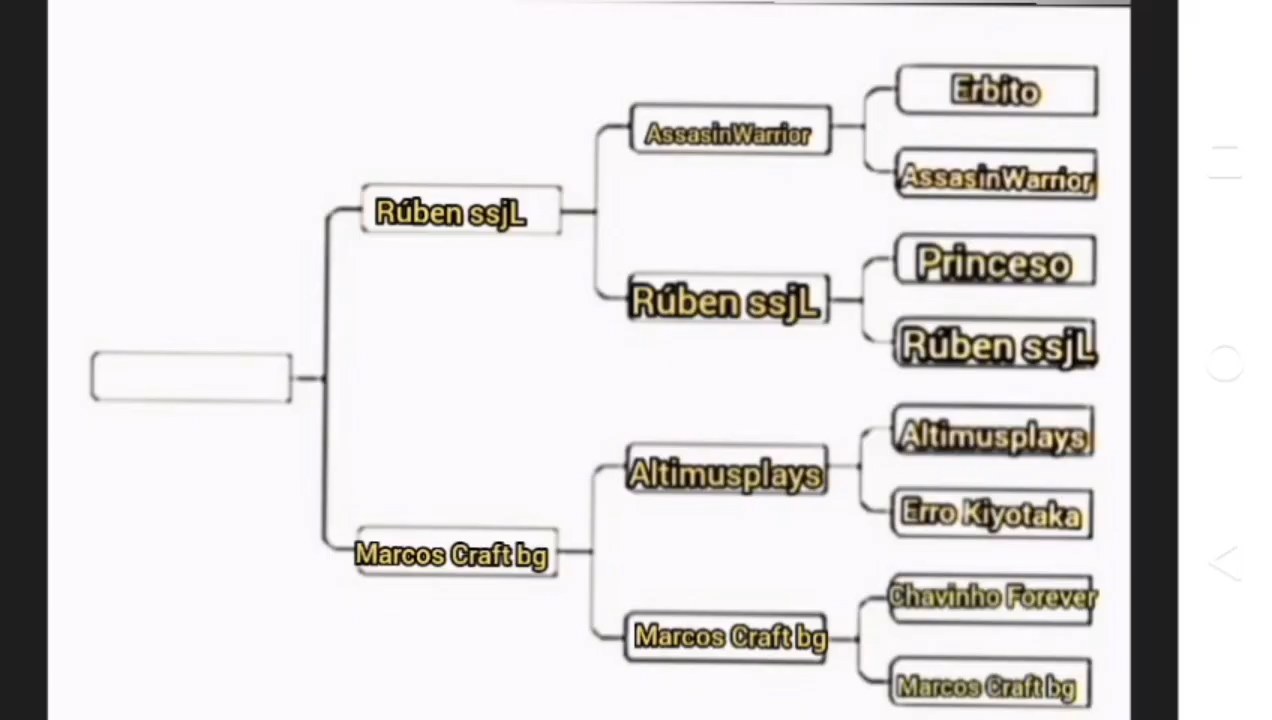 Erbito
AssasinWarrior
AssasinWarrior
Rúben ssjL
Princeso
Rúben ssjL
Rúben ssjL
Altimusplays
Altimusplays
Erro Kiyotaka
Marcos Craft bg
Chavinho Forever
Marcos Craft bg
Marcos Craft bg